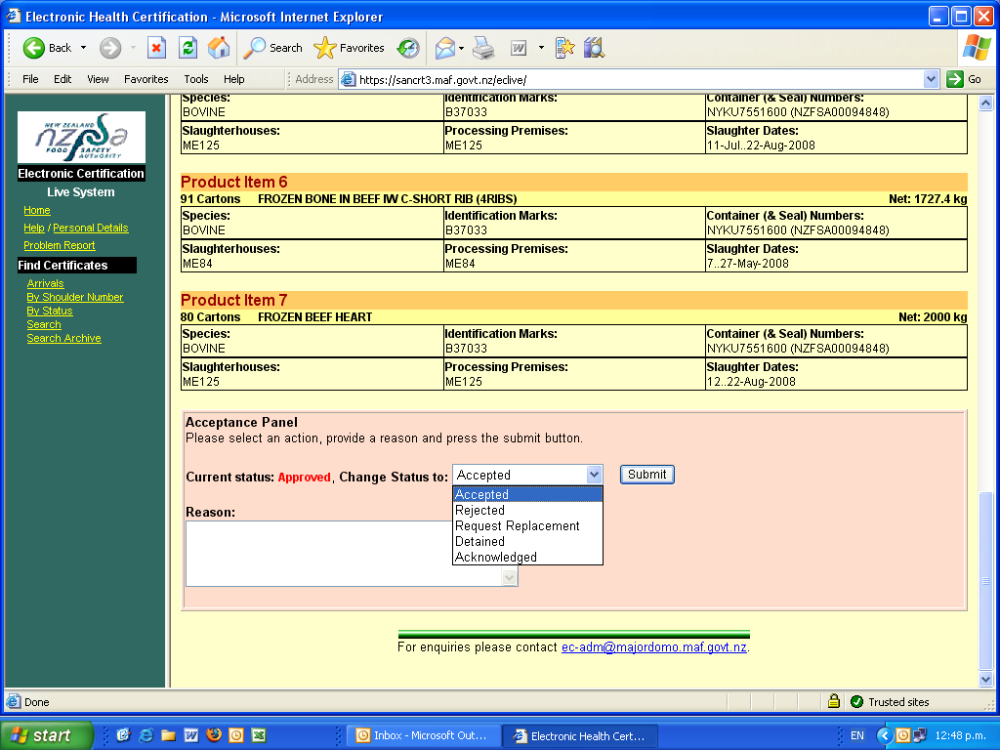 Electronic Health Certification - Microsoft Internet Explorer
Back Search Favorites
File Edit View Favorites Tools Help Address https://sancrt3.maf.govt.nz/eclive/ Go
NEW ZEALAND
nzfsa
FOOD SAFETY
AUTHORITY
Electronic Certification
Live System
Home
Help / Personal Details
Problem Report
Find Certificates
Arrivals
By Shoulder Number
By Status
Search
Search Archive
Species: Identification Marks: Container (& Seal) Numbers:
BOVINE B37033 NYKU7551600 (NZFSA00094848)
Slaughterhouses: Processing Premises: Slaughter Dates:
ME125 ME125 11-Jul..22-Aug-2008
Product Item 6
91 Cartons FROZEN BONE IN BEEF IW C-SHORT RIB (4RIBS) Net: 1727.4 kg
Species: Identification Marks: Container (& Seal) Numbers:
BOVINE B37033 NYKU7551600 (NZFSA00094848)
Slaughterhouses: Processing Premises: Slaughter Dates:
ME84 ME84 7..27-May-2008
Product Item 7
80 Cartons FROZEN BEEF HEART Net: 2000 kg
Species: Identification Marks: Container (& Seal) Numbers:
BOVINE B37033 NYKU7551600 (NZFSA00094848)
Slaughterhouses: Processing Premises: Slaughter Dates:
ME125 ME125 12..22-Aug-2008
Acceptance Panel
Please select an action, provide a reason and press the submit button.
Current status: Approved, Change Status to: Accepted Submit
Accepted
Rejected
Request Replacement
Detained
Acknowledged
Reason:
For enquiries please contact ec-adm@majordomo.maf.govt.nz.
Done Trusted sites
start Inbox - Microsoft Out... Electronic Health Cert... EN 12:48 p.m.